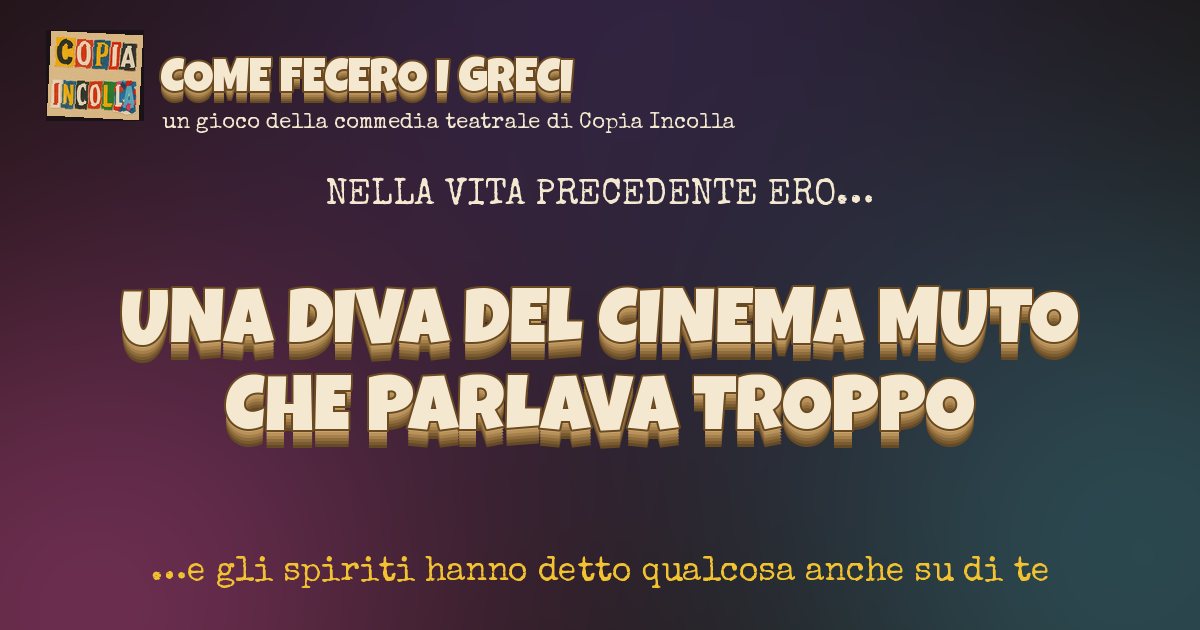 COPIA
INCOLLA
COME FECERO I GRECI
un gioco della commedia teatrale di Copia Incolla
NELLA VITA PRECEDENTE ERO...
UNA DIVA DEL CINEMA MUTO
CHE PARLAVA TROPPO
...e gli spiriti hanno detto qualcosa anche su di te